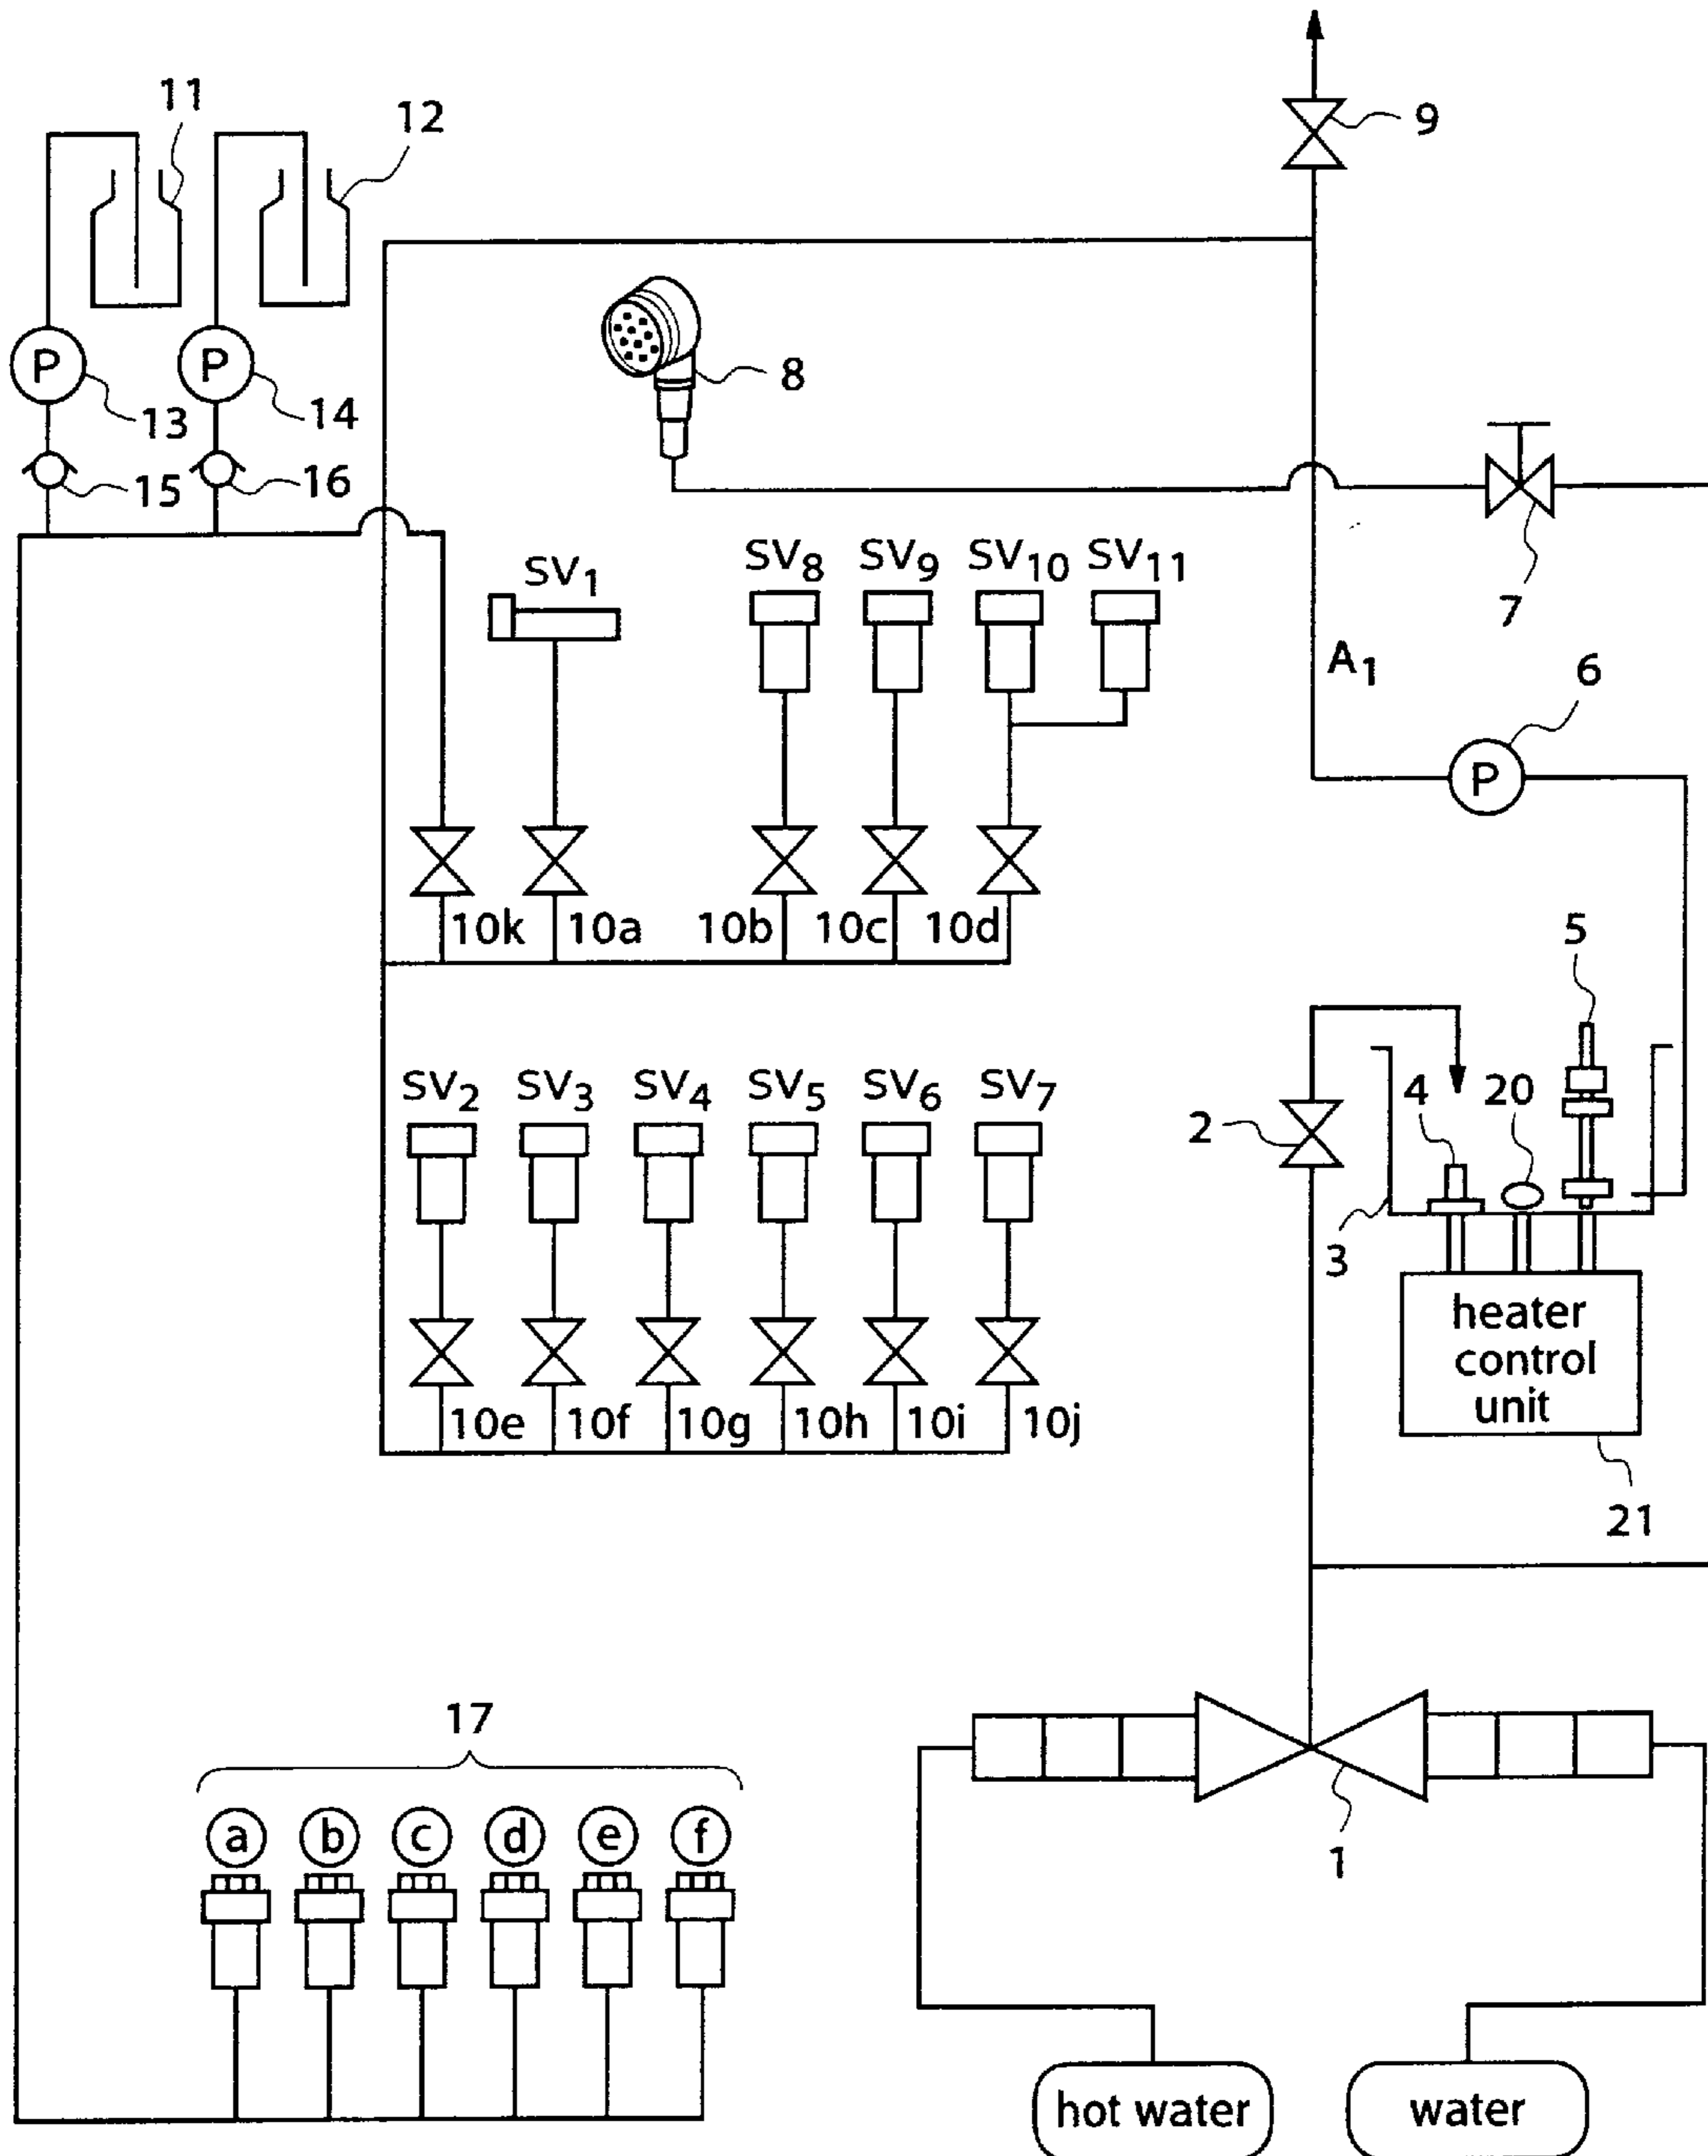 11
12
9
P
P
8
13
14
15
16
7
SV1
SV8
SV9
SV10
SV11
A1
6
P
10k
10a
10b
10c
10d
5
SV2
SV3
SV4
SV5
SV6
SV7
2
4
20
3
heater
control
unit
10e
10f
10g
10h
10i
10j
21
17
a
b
c
d
e
f
1
hot water
water